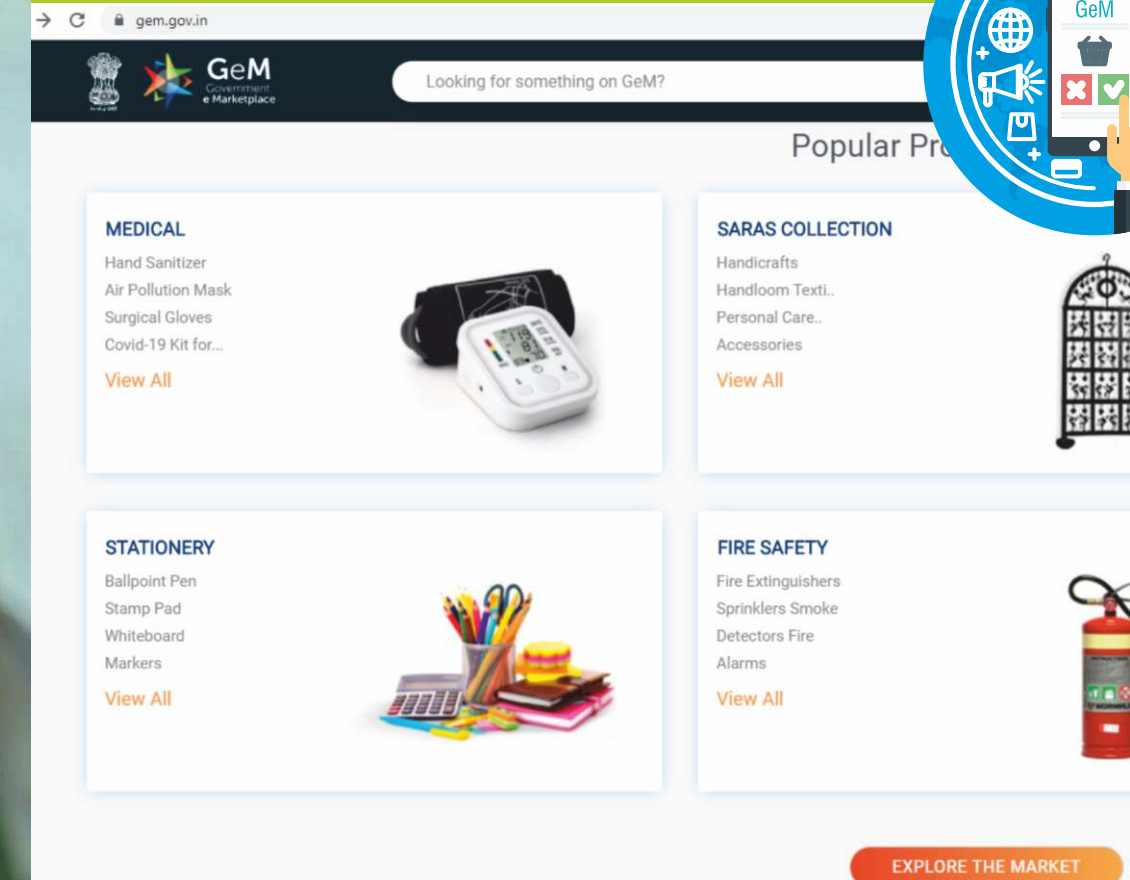 gem.gov.in
GeM
Government
e Marketplace
Looking for something on GeM?
GeM
Popular
MEDICAL
Hand Sanitizer
Air Pollution Mask
Surgical Gloves
Covid-19 Kit for...
View All
SARAS COLLECTION
Handicrafts
Handloom Texti..
Personal Care..
Accessories
View All
STATIONERY
Ballpoint Pen
Stamp Pad
Whiteboard
Markers
View All
FIRE SAFETY
Fire Extinguishers
Sprinklers Smoke
Detectors Fire
Alarms
View All
EXPLORE THE MARKET